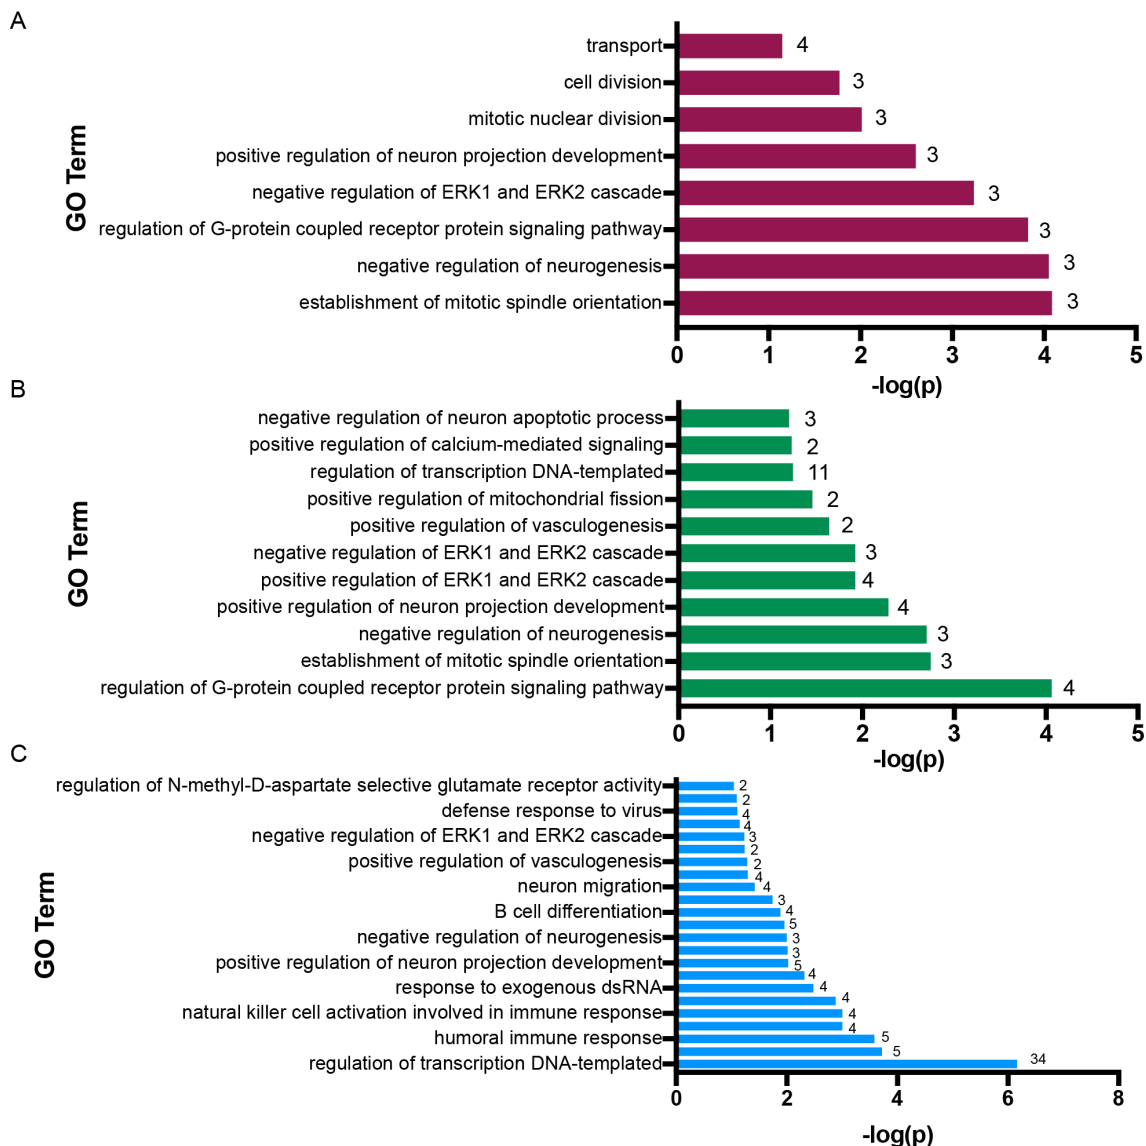 A
GO Term
transport 4
cell division 3
mitotic nuclear division 3
positive regulation of neuron projection development 3
negative regulation of ERK1 and ERK2 cascade 3
regulation of G-protein coupled receptor protein signaling pathway 3
negative regulation of neurogenesis 3
establishment of mitotic spindle orientation 3
0 1 2 3 4 5
-log(p)
B
GO Term
negative regulation of neuron apoptotic process 3
positive regulation of calcium-mediated signaling 2
regulation of transcription DNA-templated 11
positive regulation of mitochondrial fission 2
positive regulation of vasculogenesis 2
negative regulation of ERK1 and ERK2 cascade 3
positive regulation of ERK1 and ERK2 cascade 4
positive regulation of neuron projection development 4
negative regulation of neurogenesis 3
establishment of mitotic spindle orientation 3
regulation of G-protein coupled receptor protein signaling pathway 4
0 1 2 3 4 5
-log(p)
C
GO Term
regulation of N-methyl-D-aspartate selective glutamate receptor activity 2
2
defense response to virus 4
4
negative regulation of ERK1 and ERK2 cascade 3
2
positive regulation of vasculogenesis 2
4
neuron migration 4
3
B cell differentiation 4
5
negative regulation of neurogenesis 3
3
positive regulation of neuron projection development 5
4
response to exogenous dsRNA 4
4
natural killer cell activation involved in immune response 4
4
humoral immune response 5
5
regulation of transcription DNA-templated 34
0 2 4 6 8
-log(p)